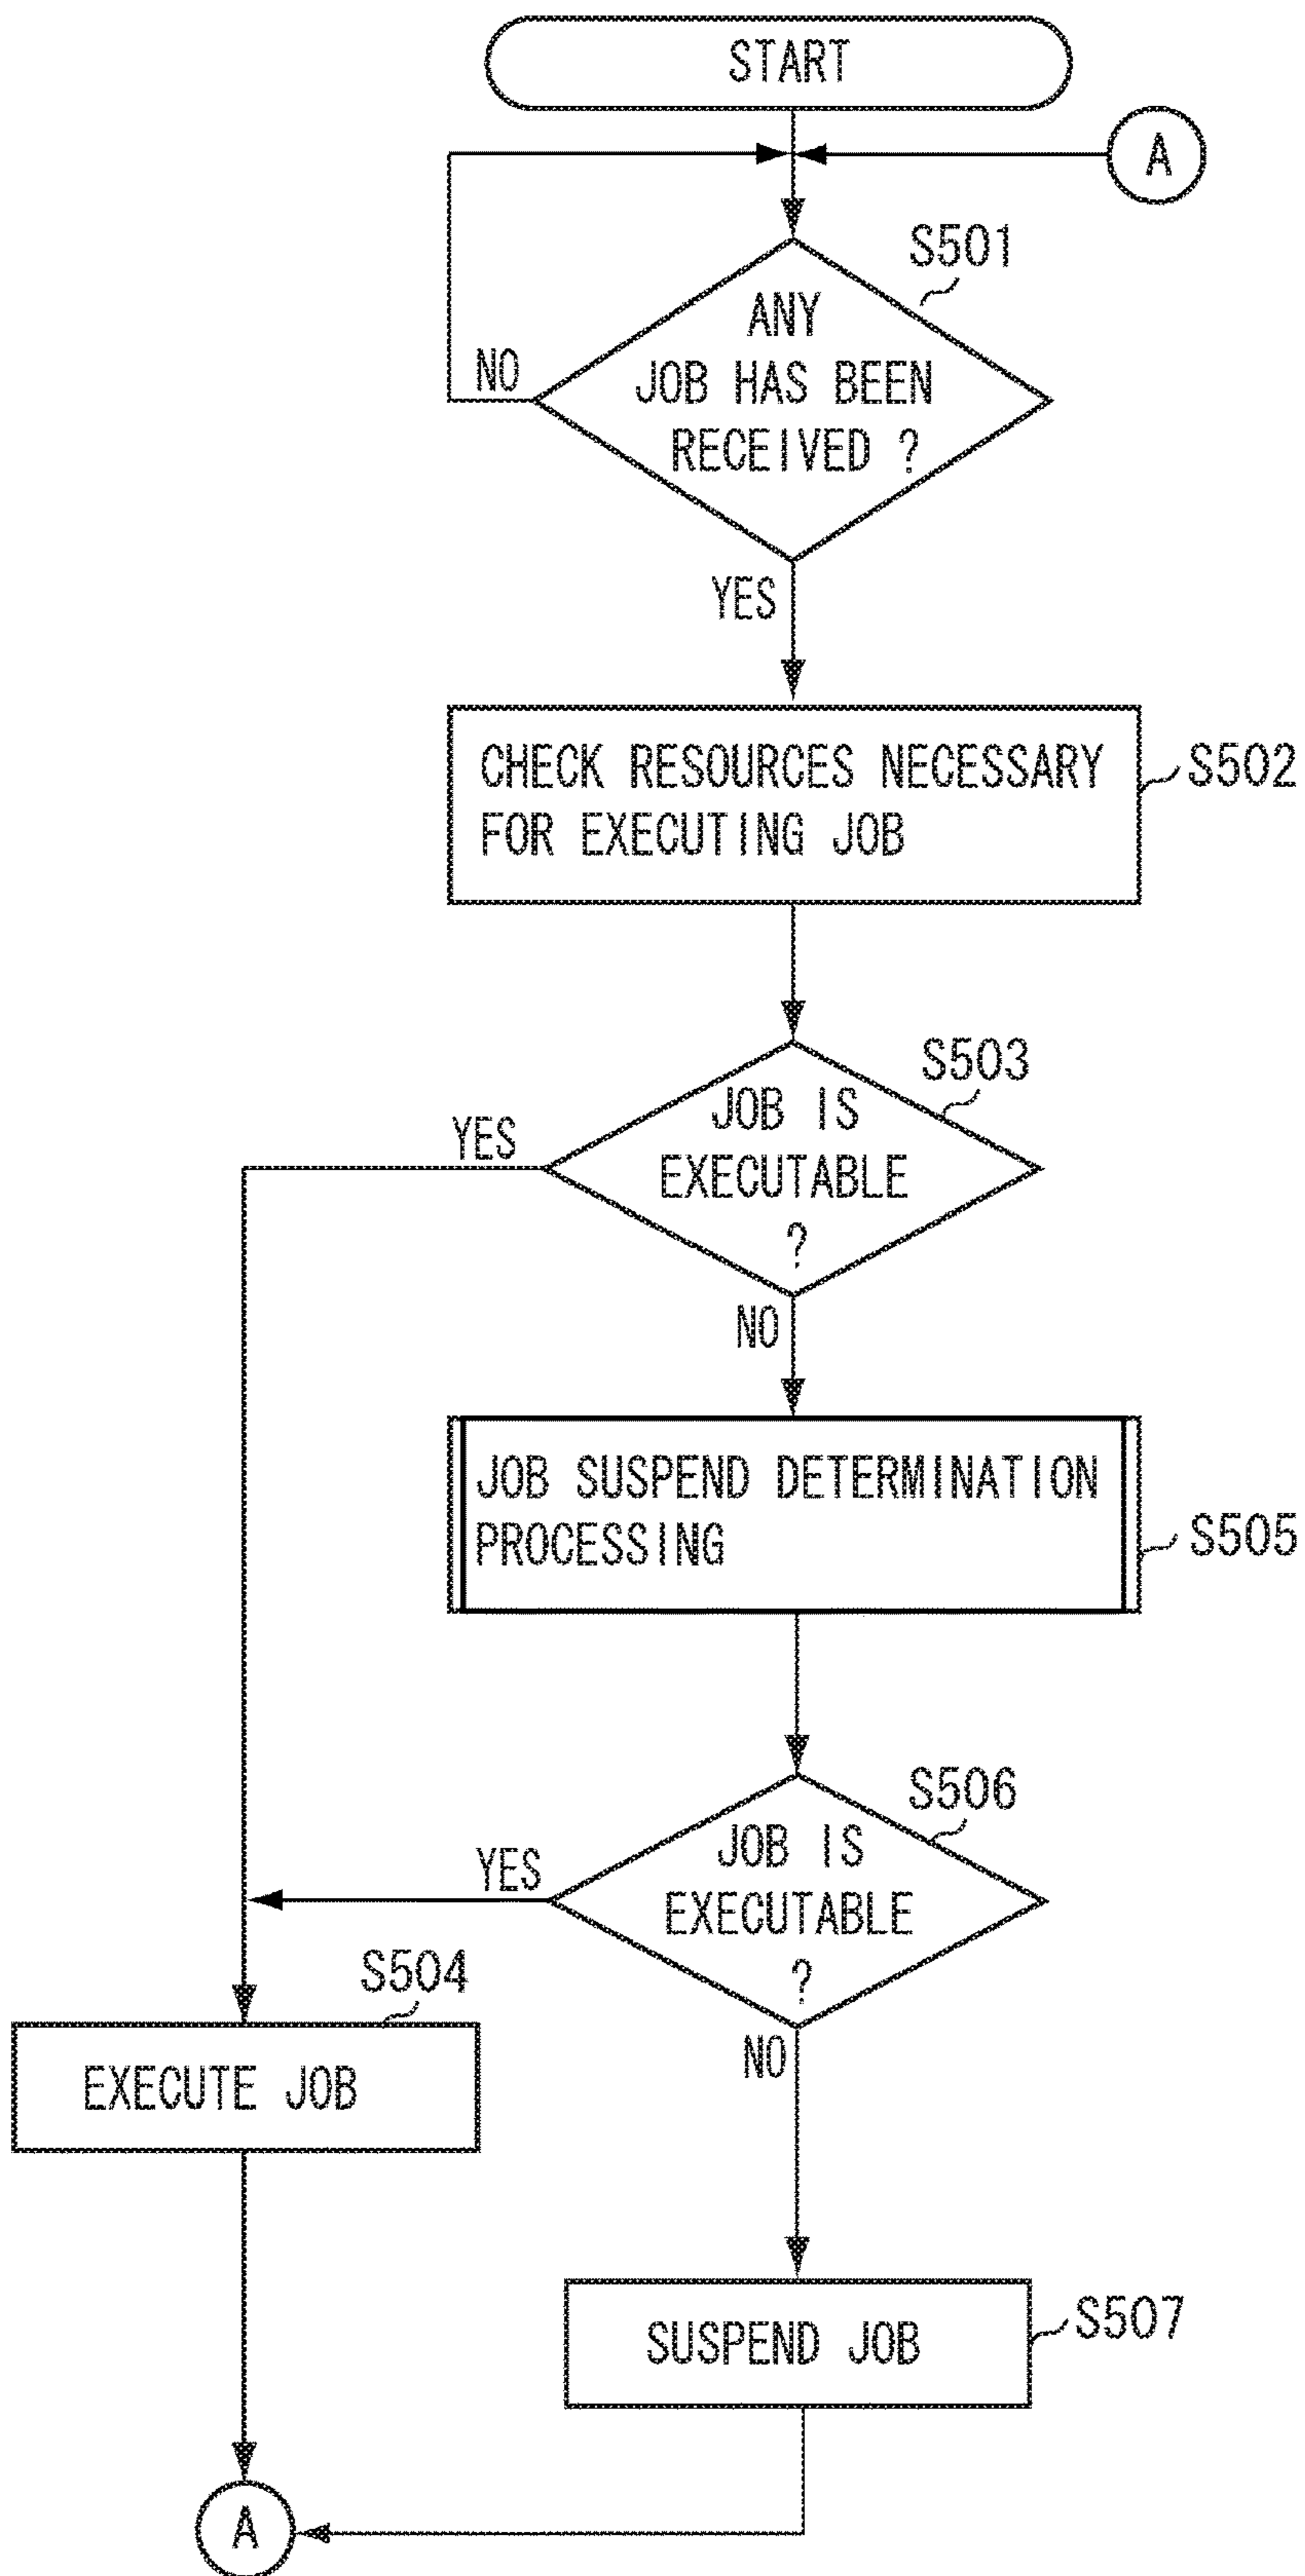 START
A
S501
ANY
JOB HAS BEEN
RECEIVED ?
NO
YES
CHECK RESOURCES NECESSARY
FOR EXECUTING JOB
S502
S503
JOB IS
EXECUTABLE
?
YES
NO
JOB SUSPEND DETERMINATION
PROCESSING
S505
S506
JOB IS
EXECUTABLE
?
YES
NO
S504
EXECUTE JOB
SUSPEND JOB
S507
A